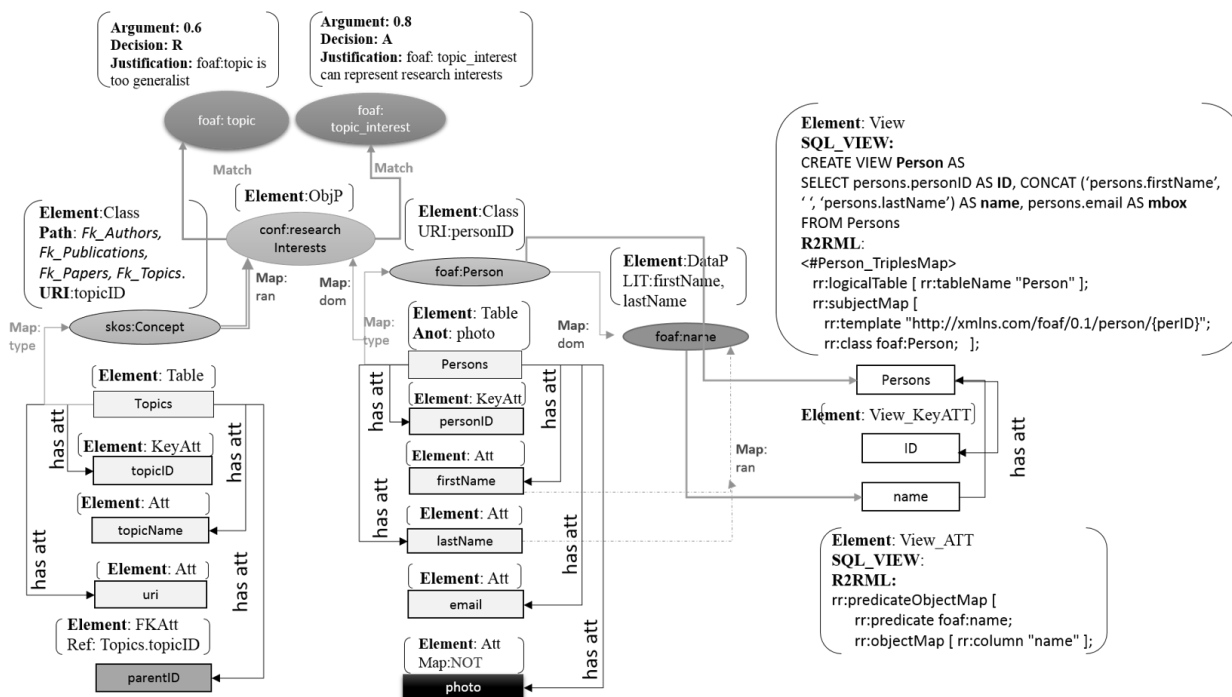 Argument: 0.6
Decision: R
Justification: foaf:topic is
too generalist
Argument: 0.8
Decision: A
Justification: foaf: topic_interest
can represent research interests
foaf: topic
foaf:
topic_interest
Match
Match
Element:ObjP
conf:research
Interests
Element:Class
Path: Fk_Authors,
Fk_Publications,
Fk_Papers, Fk_Topics.
URI:topicID
Map:
ran
Map:
type
skos:Concept
Element: Table
Topics
has att
has att
Element: KeyAtt
topicID
Element: Att
topicName
has att
has att
Element: Att
uri
Element: FKAtt
Ref: Topics.topicID
parentID
Element:Class
URI:personID
foaf:Person
Map:
dom
Map:
type
Element: Table
Anot: photo
Persons
has att
has att
Element: KeyAtt
personID
Element: Att
firstName
has att
Element: Att
lastName
has att
Element: Att
email
has att
Element: Att
Map:NOT
photo
Element:DataP
LIT:firstName,
lastName
Map:
dom
foaf:name
Map:
ran
Element: View
SQL_VIEW:
CREATE VIEW Person AS
SELECT persons.personID AS ID, CONCAT (‘persons.firstName’,
‘ ‘, ‘persons.lastName’) AS name, persons.email AS mbox
FROM Persons
R2RML:
<#Person_TriplesMap>
rr:logicalTable [ rr:tableName "Person" ];
rr:subjectMap [
rr:template "http://xmlns.com/foaf/0.1/person/{perID}";
rr:class foaf:Person; ];
Persons
Element: View_KeyATT
ID
has att
name
Element: View_ATT
SQL_VIEW:
R2RML:
rr:predicateObjectMap [
rr:predicate foaf:name;
rr:objectMap [ rr:column "name" ];